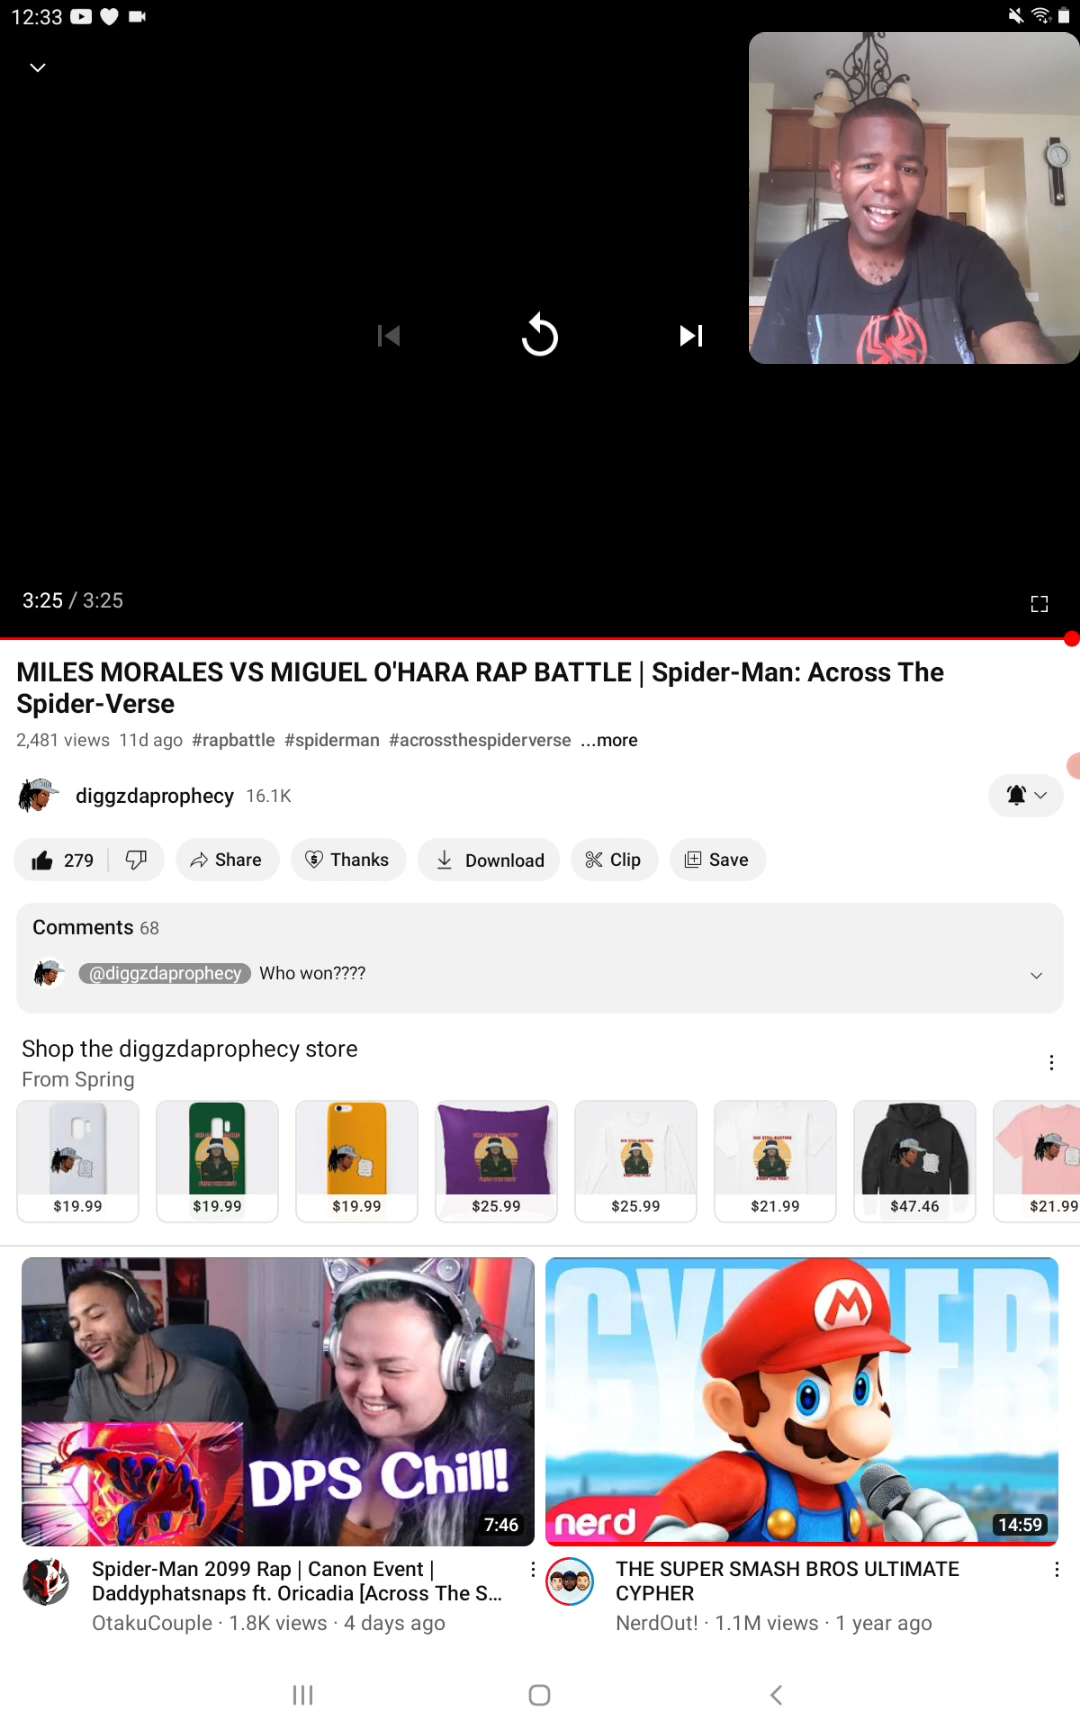 12:33
3:25 / 3:25
MILES MORALES VS MIGUEL O'HARA RAP BATTLE | Spider-Man: Across The
Spider-Verse
2,481 views 11d ago #rapbattle #spiderman #acrossthespiderverse ...more
diggzdaprophecy 16.1K
279 Share Thanks Download Clip Save
Comments 68
@diggzdaprophecy Who won????
Shop the diggzdaprophecy store
From Spring
$19.99 $19.99 $19.99 $25.99 $25.99 $21.99 $47.46 $21.99
DPS Chill!
7:46
M
nerd
14:59
Spider-Man 2099 Rap | Canon Event |
Daddyphatsnaps ft. Oricadia [Across The S...
OtakuCouple · 1.8K views · 4 days ago
THE SUPER SMASH BROS ULTIMATE
CYPHER
NerdOut! · 1.1M views · 1 year ago